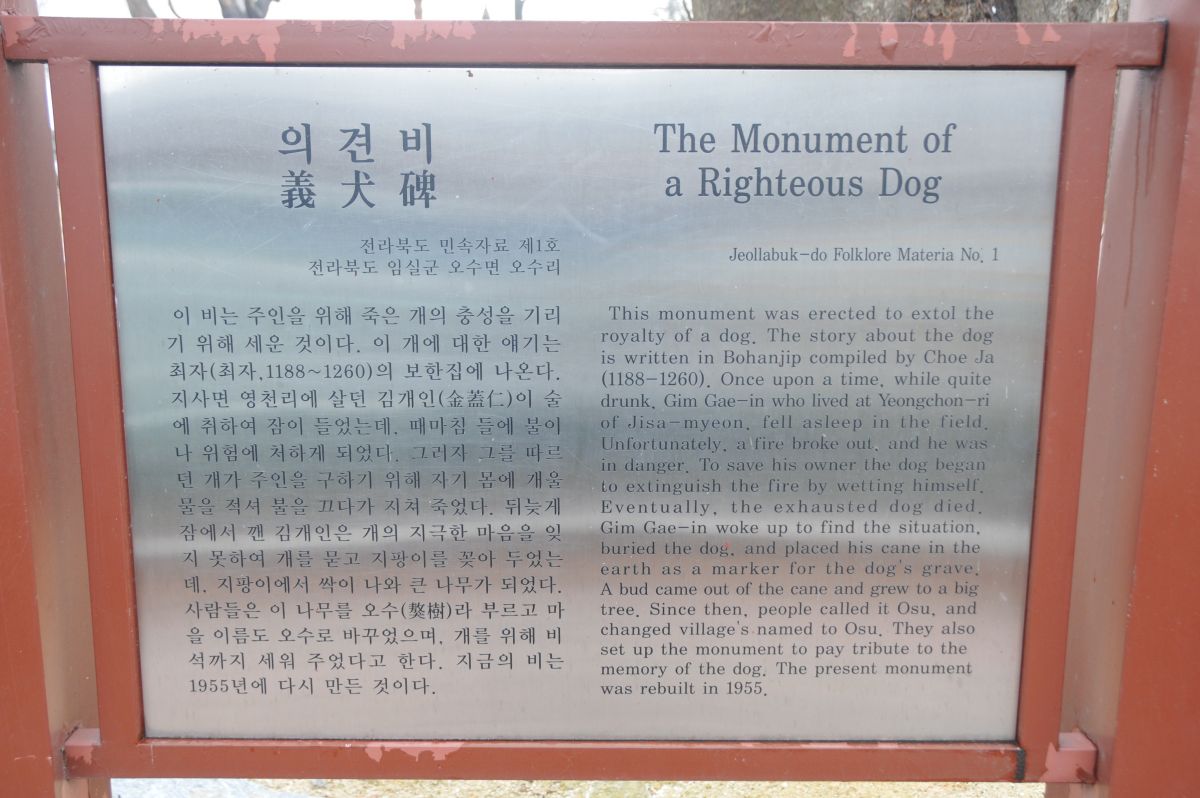 의 견 비
義 犬 碑
전라북도 민속자료 제1호
전라북도 임실군 오수면 오수리
이 비는 주인을 위해 죽은 개의 충성을 기리
기 위해 세운 것이다. 이 개에 대한 얘기는
최자(최자,1188~1260)의 보한집에 나온다.
지사면 영천리에 살던 김개인(金蓋仁)이 술
에 취하여 잠이 들었는데, 때마침 들에 불이
나 위험에 처하게 되었다. 그러자 그를 따르
던 개가 주인을 구하기 위해 자기 몸에 개울
물을 적셔 불을 끄다가 지쳐 죽었다. 뒤늦게
잠에서 깬 김개인은 개의 지극한 마음을 잊
지 못하여 개를 묻고 지팡이를 꽂아 두었는
데, 지팡이에서 싹이 나와 큰 나무가 되었다.
사람들은 이 나무를 오수(獒樹)라 부르고 마
을 이름도 오수로 바꾸었으며, 개를 위해 비
석까지 세워 주었다고 한다. 지금의 비는
1955년에 다시 만든 것이다.
The Monument of
a Righteous Dog
Jeollabuk-do Folklore Materia No. 1
This monument was erected to extol the
royalty of a dog. The story about the dog
is written in Bohanjip compiled by Choe Ja
(1188-1260). Once upon a time, while quite
drunk, Gim Gae-in who lived at Yeongchon-ri
of Jisa-myeon, fell asleep in the field.
Unfortunately, a fire broke out, and he was
in danger. To save his owner the dog began
to extinguish the fire by wetting himself.
Eventually, the exhausted dog died.
Gim Gae-in woke up to find the situation,
buried the dog, and placed his cane in the
earth as a marker for the dog's grave.
A bud came out of the cane and grew to a big
tree. Since then, people called it Osu, and
changed village's named to Osu. They also
set up the monument to pay tribute to the
memory of the dog. The present monument
was rebuilt in 1955.